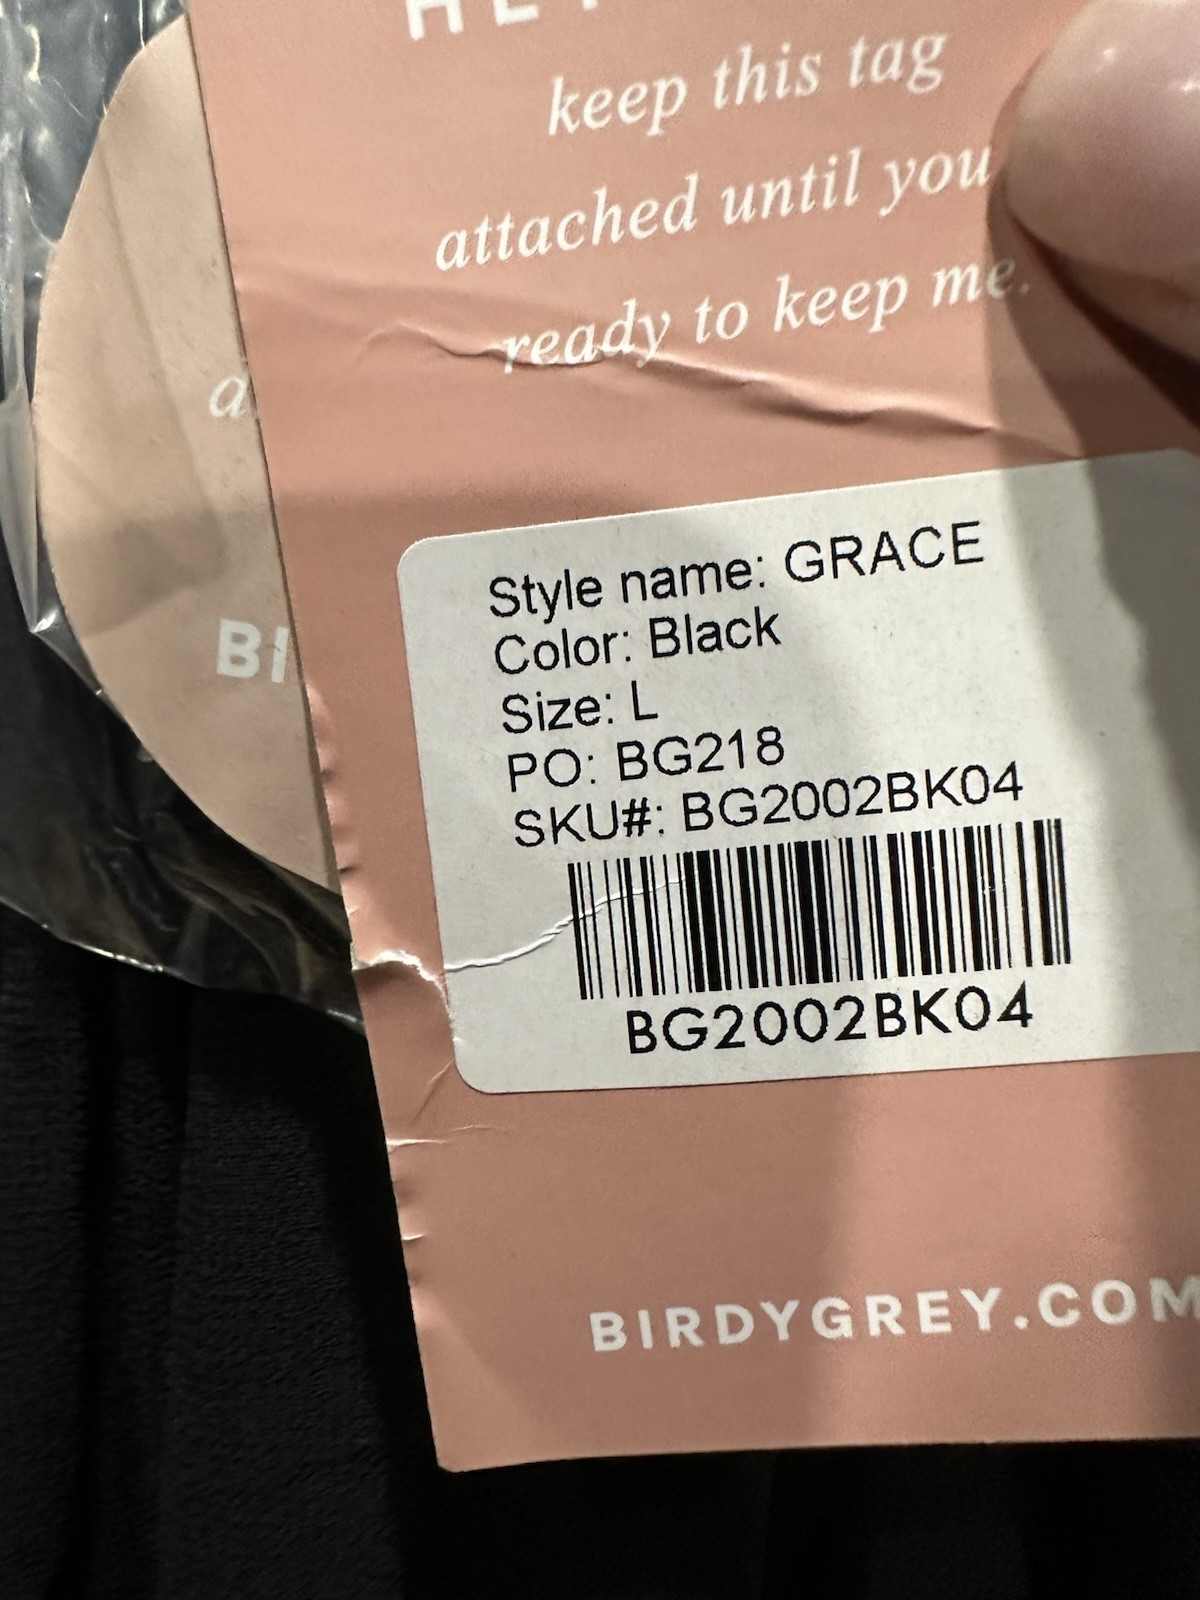 keep this tag
attached until you
ready to keep me.
a
BI
Style name: GRACE
Color: Black
Size: L
PO: BG218
SKU#: BG2002BK04
BG2002BK04
BIRDYGREY.COM